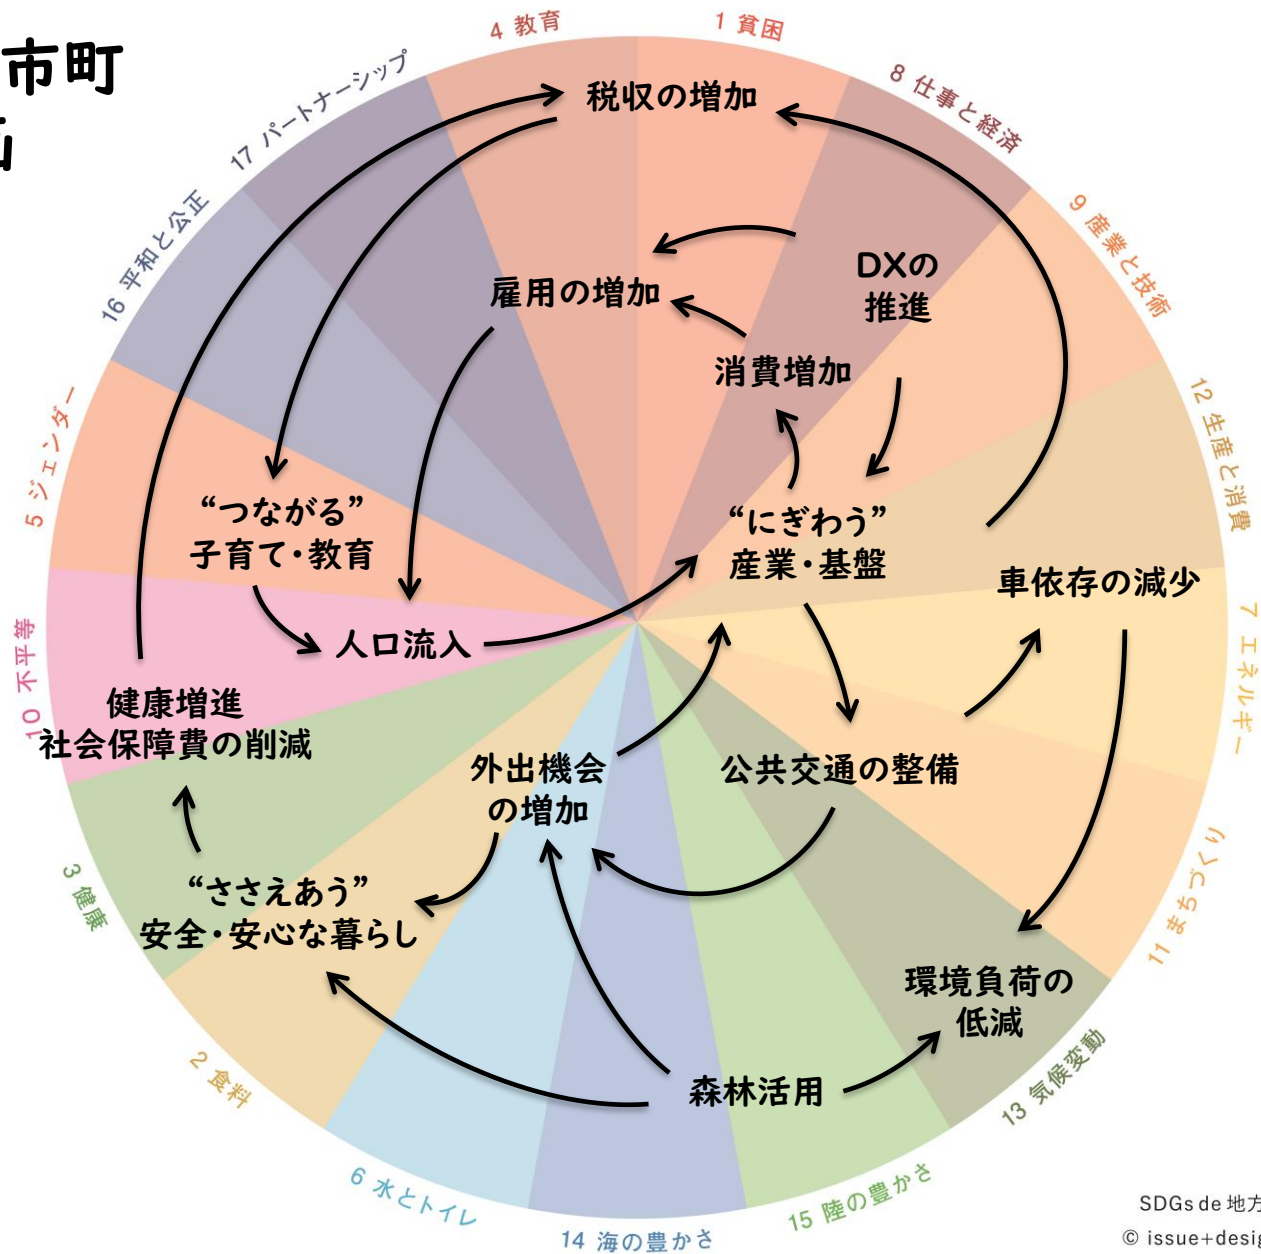 市町
4 教育
1 貧困
8 仕事と経済
17 パートナーシップ
9 産業と技術
16 平和と公正
12 生産と消費
5 ジェンダー
7 エネルギー
10 不平等
11 まちづくり
3 健康
13 気候変動
2 食料
15 陸の豊かさ
6 水とトイレ
14 海の豊かさ
税収の増加
雇用の増加
DXの
推進
消費増加
“つながる”
子育て・教育
“にぎわう”
産業・基盤
車依存の減少
人口流入
健康増進
社会保障費の削減
外出機会
の増加
公共交通の整備
“ささえあう”
安全・安心な暮らし
環境負荷の
低減
森林活用
SDGs de 地方
© issue+desig